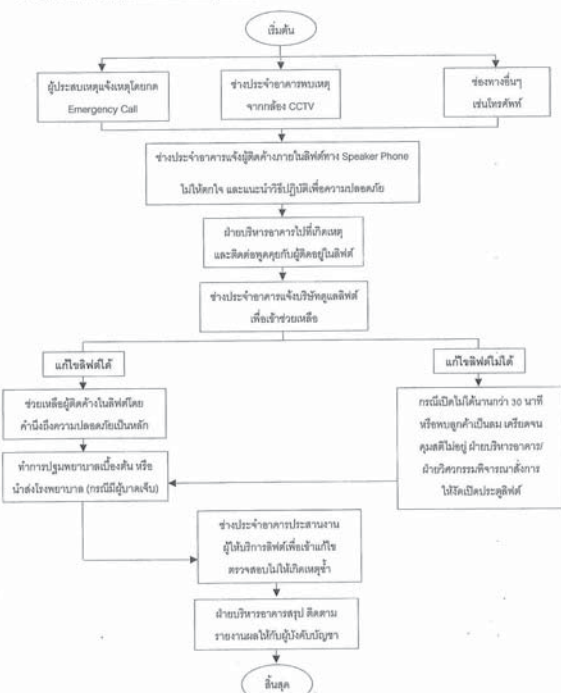 เริ่มต้น
ผู้ประสบเหตุแจ้งเหตุโดยกด
Emergency Call
ช่างประจำอาคารพบเหตุ
จากกล้อง CCTV
ช่องทางอื่นๆ
เช่นโทรศัพท์
ช่างประจำอาคารแจ้งผู้ติดค้างภายในลิฟต์ทาง Speaker Phone
ไม่ให้ตกใจ และแนะนำวิธีปฏิบัติเพื่อความปลอดภัย
ฝ่ายบริหารอาคารไปที่เกิดเหตุ
และติดต่อพูดคุยกับผู้ติดอยู่ในลิฟต์
ช่างประจำอาคารแจ้งบริษัทดูแลลิฟต์
เพื่อเข้าช่วยเหลือ
แก้ไขลิฟต์ได้
แก้ไขลิฟต์ไม่ได้
ช่วยเหลือผู้ติดค้างในลิฟต์โดย
คำนึงถึงความปลอดภัยเป็นหลัก
ทำการปฐมพยาบาลเบื้องต้น หรือ
นำส่งโรงพยาบาล (กรณีมีผู้บาดเจ็บ)
กรณีเปิดไม่ได้นานกว่า 30 นาที
หรือพบลูกค้าเป็นลม เครียดจน
คุมสติไม่อยู่ ฝ่ายบริหารอาคาร/
ฝ่ายวิศวกรรมพิจารณาสั่งการ
ให้งัดเปิดประตูลิฟต์
ช่างประจำอาคารประสานงาน
ผู้ให้บริการลิฟต์เพื่อเข้าแก้ไข
ตรวจสอบไม่ให้เกิดเหตุซ้ำ
ฝ่ายบริหารอาคารสรุป ติดตาม
รายงานผลให้กับผู้บังคับบัญชา
สิ้นสุด